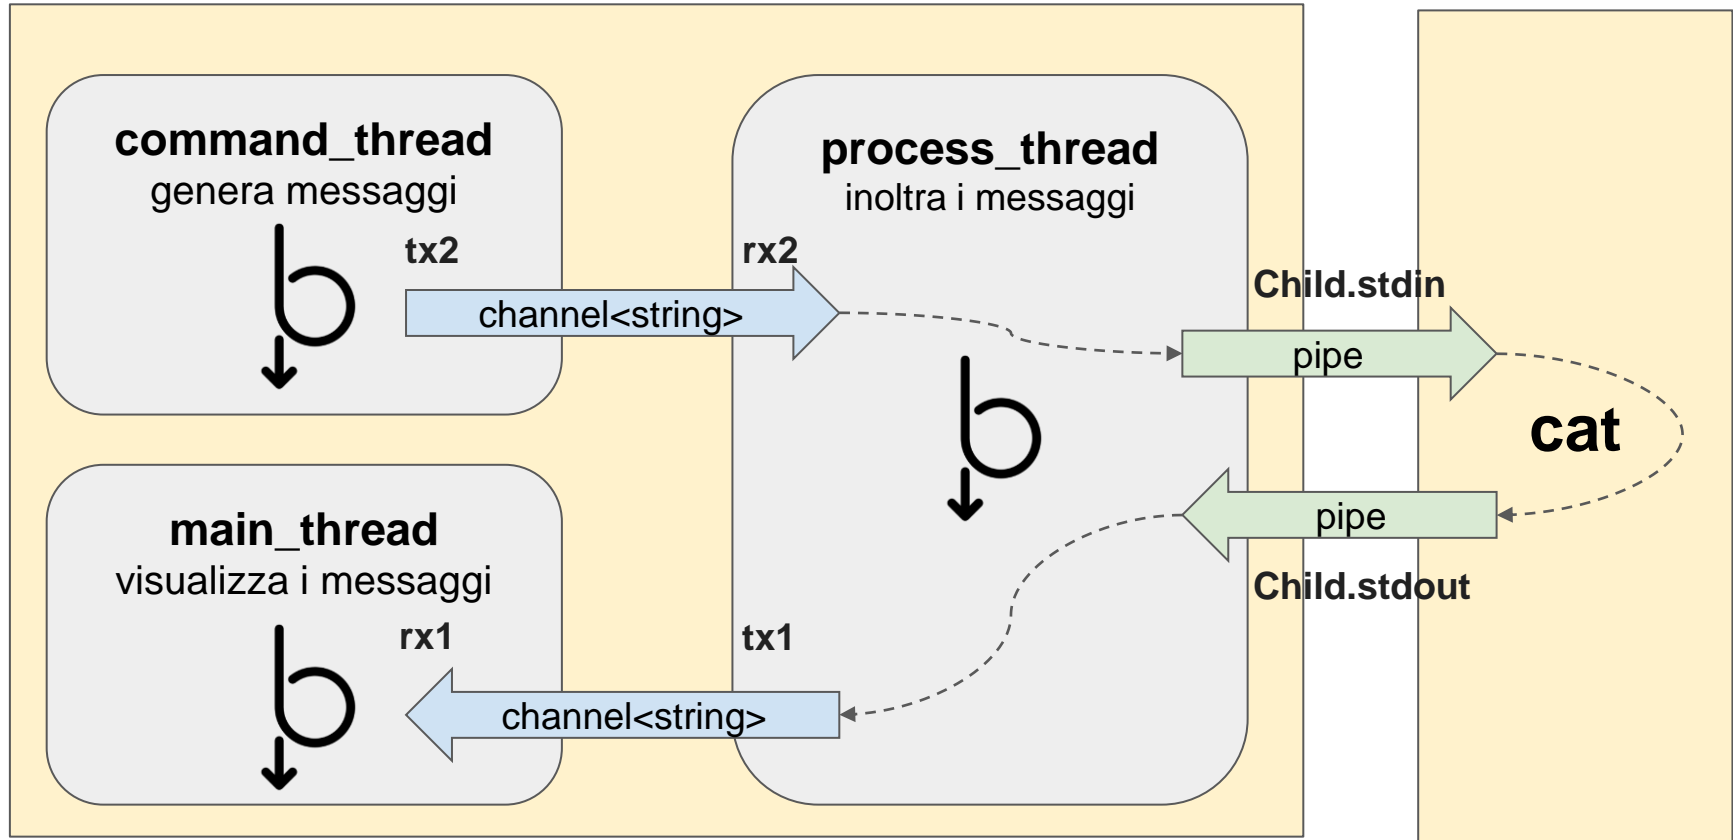 command_thread
genera messaggi
tx2
channel<string>
rx2
process_thread
inoltra i messaggi
Child.stdin
pipe
cat
pipe
Child.stdout
main_thread
visualizza i messaggi
rx1
channel<string>
tx1